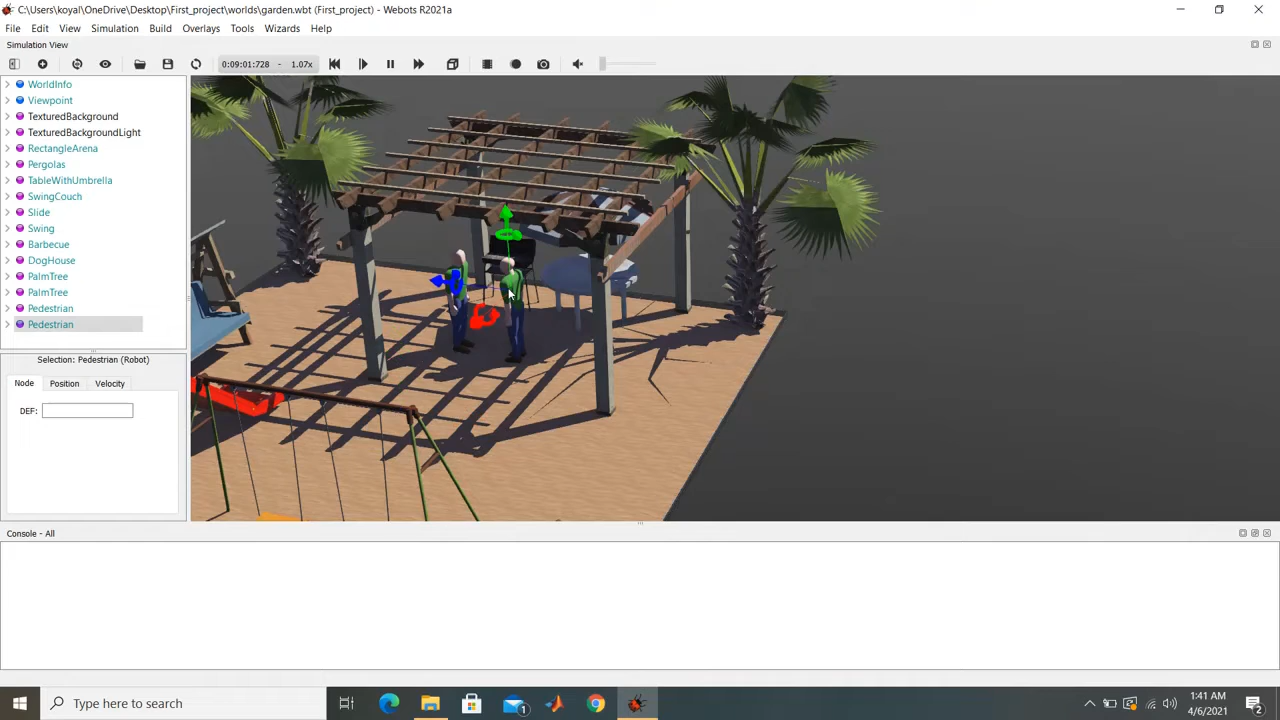 C:\Users\koyal\OneDrive\Desktop\First_project\worlds\garden.wbt (First_project) - Webots R2021a
File Edit View Simulation Build Overlays Tools Wizards Help
Simulation View
0:09:01:728 - 1.07x
WorldInfo
Viewpoint
TexturedBackground
TexturedBackgroundLight
RectangleArena
Pergolas
TableWithUmbrella
SwingCouch
Slide
Swing
Barbecue
DogHouse
PalmTree
PalmTree
Pedestrian
Pedestrian
Selection: Pedestrian (Robot)
Node Position Velocity
DEF:
Console - All
Type here to search
1
1:41 AM
4/6/2021
2